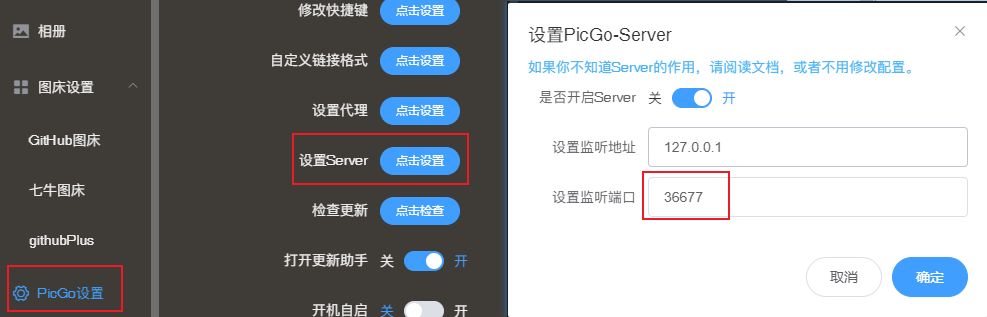 相册
图床设置
GitHub图床
七牛图床
githubPlus
PicGo设置
修改快捷键 点击设置
自定义链接格式 点击设置
设置代理 点击设置
设置Server 点击设置
检查更新 点击检查
打开更新助手 关 开
开机自启 关 开
设置PicGo-Server
如果你不知道Server的作用，请阅读文档，或者不用修改配置。
是否开启Server 关 开
设置监听地址 127.0.0.1
设置监听端口 36677
取消 确定